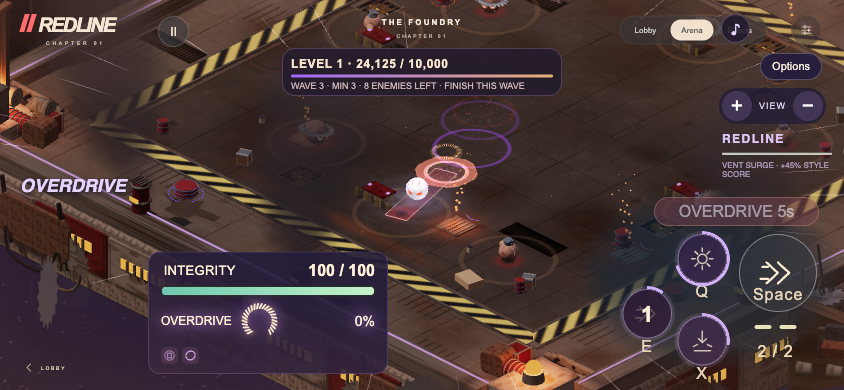 REDLINE
CHAPTER 01
THE FOUNDRY
CHAPTER 01
Lobby
Arena
Options
LEVEL 1 · 24,125 / 10,000
WAVE 3 · MIN 3 · 8 ENEMIES LEFT · FINISH THIS WAVE
+ VIEW −
REDLINE
VENT SURGE · +45% STYLE
SCORE
OVERDRIVE
OVERDRIVE 5s
INTEGRITY 100 / 100
OVERDRIVE 0%
Q
Space
1
E
X
2 / 2
LOBBY